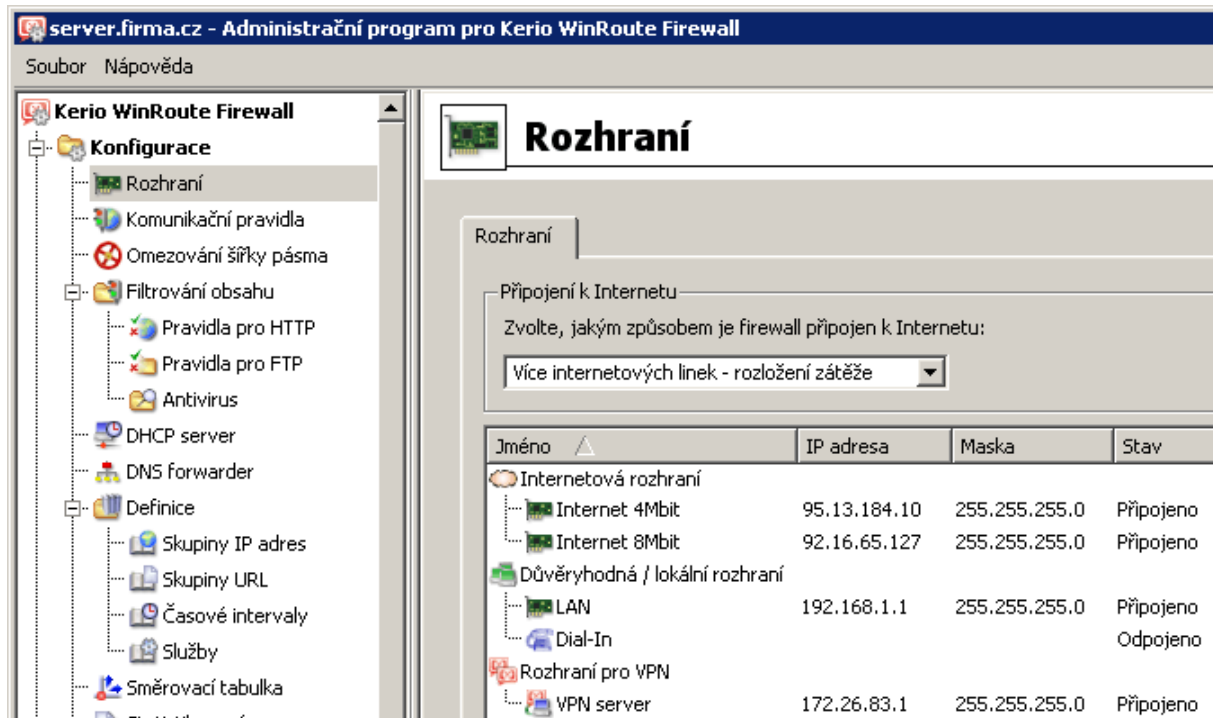 server.firma.cz - Administrační program pro Kerio WinRoute Firewall
Soubor Nápověda
Kerio WinRoute Firewall
Konfigurace
Rozhraní
Komunikační pravidla
Omezování šířky pásma
Filtrování obsahu
Pravidla pro HTTP
Pravidla pro FTP
Antivirus
DHCP server
DNS forwarder
Definice
Skupiny IP adres
Skupiny URL
Časové intervaly
Služby
Směrovací tabulka
Rozhraní
Rozhraní
Připojení k Internetu
Zvolte, jakým způsobem je firewall připojen k Internetu:
Více internetových linek - rozložení zátěže
Jméno IP adresa Maska Stav
Internetová rozhraní
Internet 4Mbit 95.13.184.10 255.255.255.0 Připojeno
Internet 8Mbit 92.16.65.127 255.255.255.0 Připojeno
Důvěryhodná / lokální rozhraní
LAN 192.168.1.1 255.255.255.0 Připojeno
Dial-In Odpojeno
Rozhraní pro VPN
VPN server 172.26.83.1 255.255.255.0 Připojeno